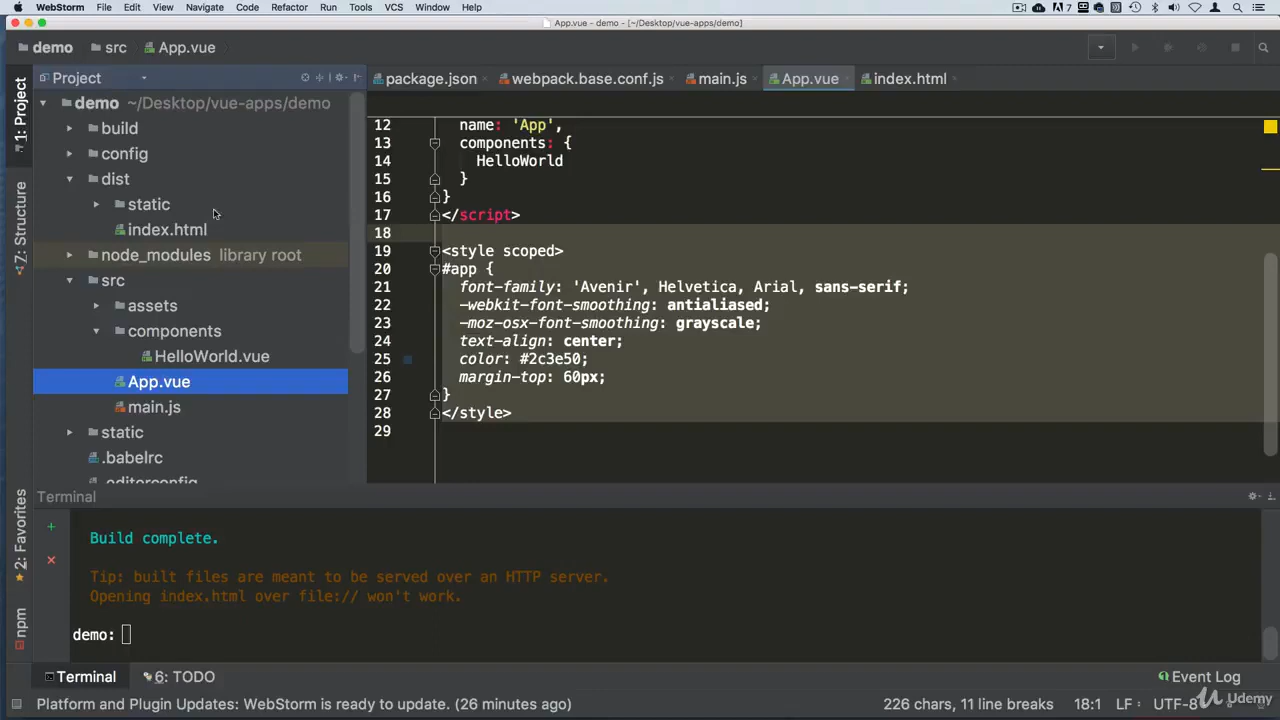 WebStorm File Edit View Navigate Code Refactor Run Tools VCS Window Help 7
App.vue - demo - [~/Desktop/vue-apps/demo]
demo src App.vue
Project
package.json webpack.base.conf.js main.js App.vue index.html
1: Project
Z: Structure
2: Favorites
npm
demo ~/Desktop/vue-apps/demo
build
config
dist
static
index.html
node_modules library root
src
assets
components
HelloWorld.vue
App.vue
main.js
static
.babelrc
.editorconfig
12 name: 'App',
13 components: {
14 HelloWorld
15 }
16 }
17 </script>
18
19 <style scoped>
20 #app {
21 font-family: 'Avenir', Helvetica, Arial, sans-serif;
22 -webkit-font-smoothing: antialiased;
23 -moz-osx-font-smoothing: grayscale;
24 text-align: center;
25 color: #2c3e50;
26 margin-top: 60px;
27 }
28 </style>
29
Terminal
Build complete.
Tip: built files are meant to be served over an HTTP server.
Opening index.html over file:// won't work.
demo:
Terminal 6: TODO Event Log
Platform and Plugin Updates: WebStorm is ready to update. (26 minutes ago) 226 chars, 11 line breaks 18:1 LF UTF-8
Udemy